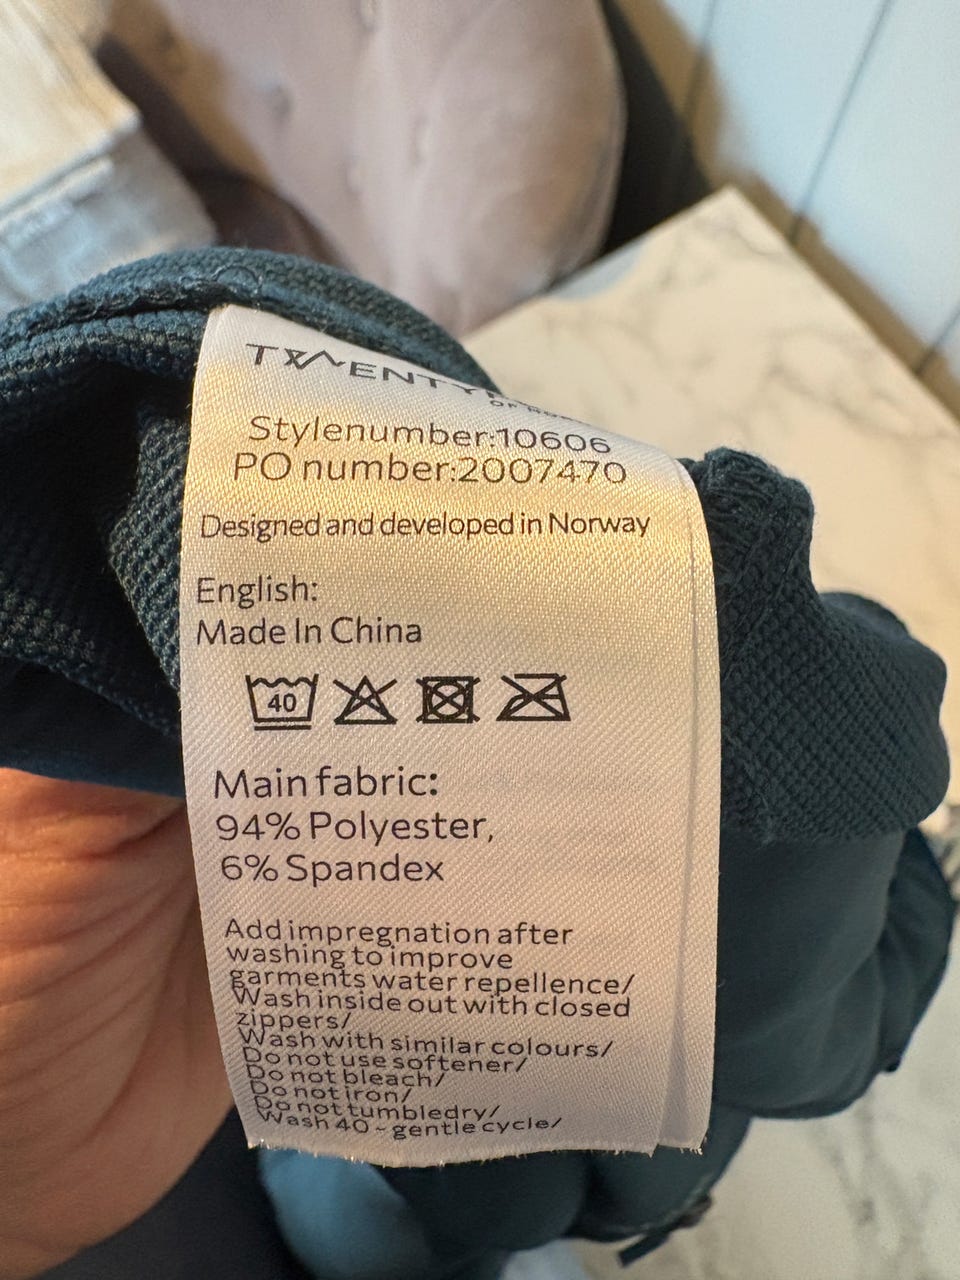 Stylenumber:10606
PO number:2007470
Designed and developed in Norway
English:
Made In China
40
Main fabric:
94% Polyester,
6% Spandex
Add impregnation after
washing to improve
garments water repellence/
Wash inside out with closed
zippers/
Wash with similar colours/
Do not use softener/
Do not bleach/
Do not iron/
Do not tumbledry/
Wash 40 - gentle cycle/